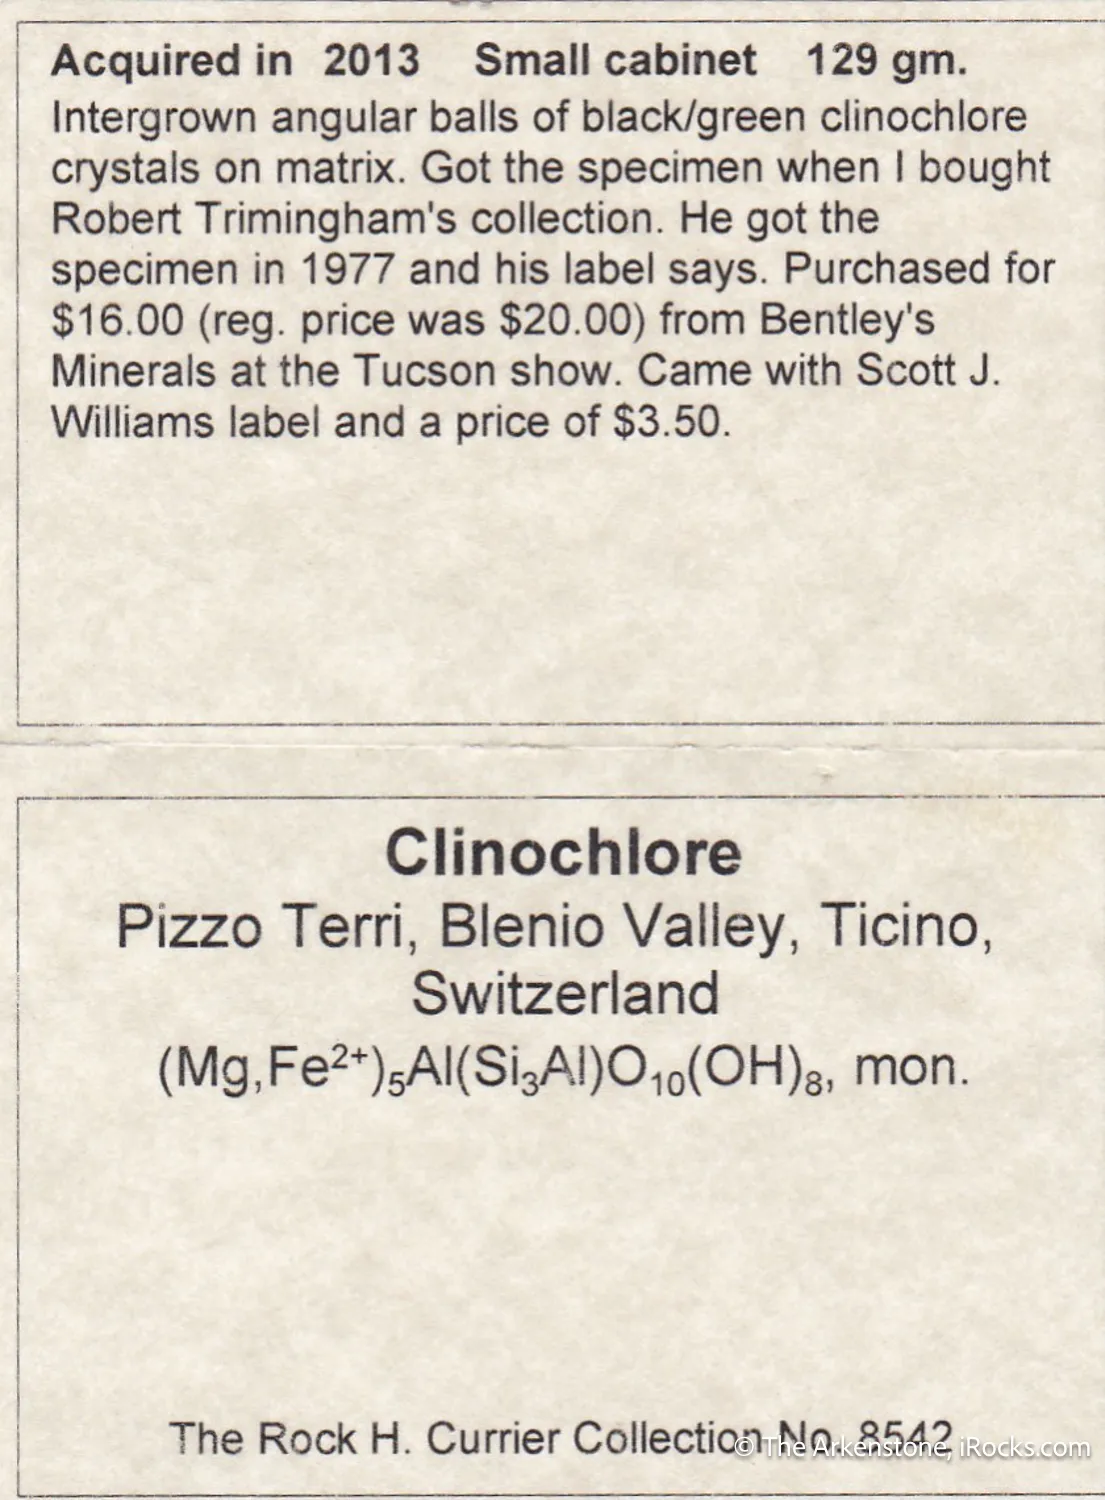 Acquired in 2013 Small cabinet 129 gm.
Intergrown angular balls of black/green clinochlore
crystals on matrix. Got the specimen when I bought
Robert Trimingham's collection. He got the
specimen in 1977 and his label says. Purchased for
$16.00 (reg. price was $20.00) from Bentley's
Minerals at the Tucson show. Came with Scott J.
Williams label and a price of $3.50.
Clinochlore
Pizzo Terri, Blenio Valley, Ticino,
Switzerland
(Mg,Fe²⁺)₅Al(Si₃Al)O₁₀(OH)₈, mon.
The Rock H. Currier Collection No. 8542
© The Arkenstone, iRocks.com